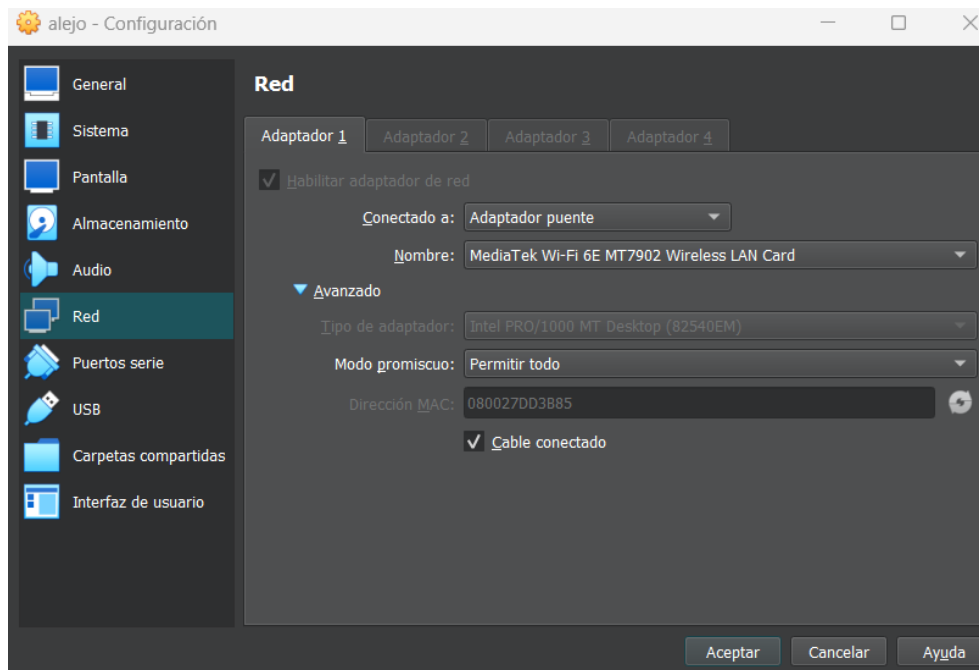 alejo - Configuración
General
Sistema
Pantalla
Almacenamiento
Audio
Red
Puertos serie
USB
Carpetas compartidas
Interfaz de usuario
Red
Adaptador 1 Adaptador 2 Adaptador 3 Adaptador 4
Habilitar adaptador de red
Conectado a: Adaptador puente
Nombre: MediaTek Wi-Fi 6E MT7902 Wireless LAN Card
Avanzado
Tipo de adaptador: Intel PRO/1000 MT Desktop (82540EM)
Modo promiscuo: Permitir todo
Dirección MAC: 080027DD3B85
Cable conectado
Aceptar Cancelar Ayuda